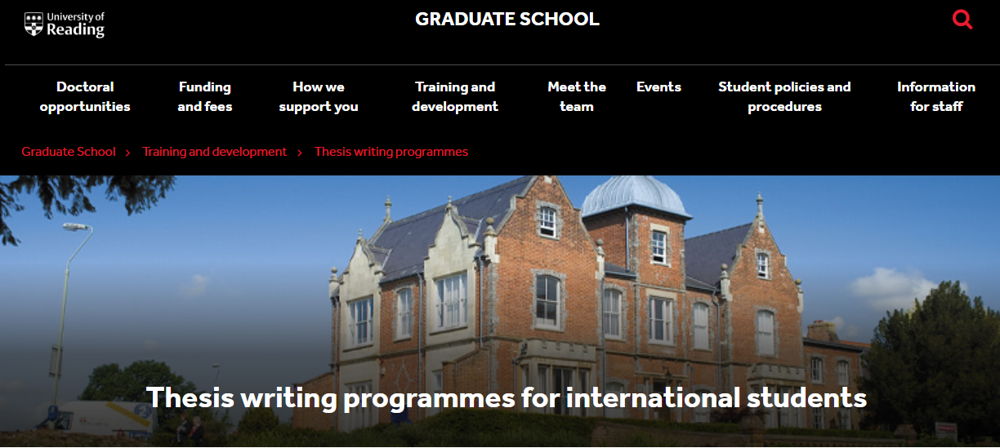 University of
Reading
GRADUATE SCHOOL
Doctoral
opportunities
Funding
and fees
How we
support you
Training and
development
Meet the
team
Events
Student policies and
procedures
Information
for staff
Graduate School > Training and development > Thesis writing programmes
Thesis writing programmes for international students